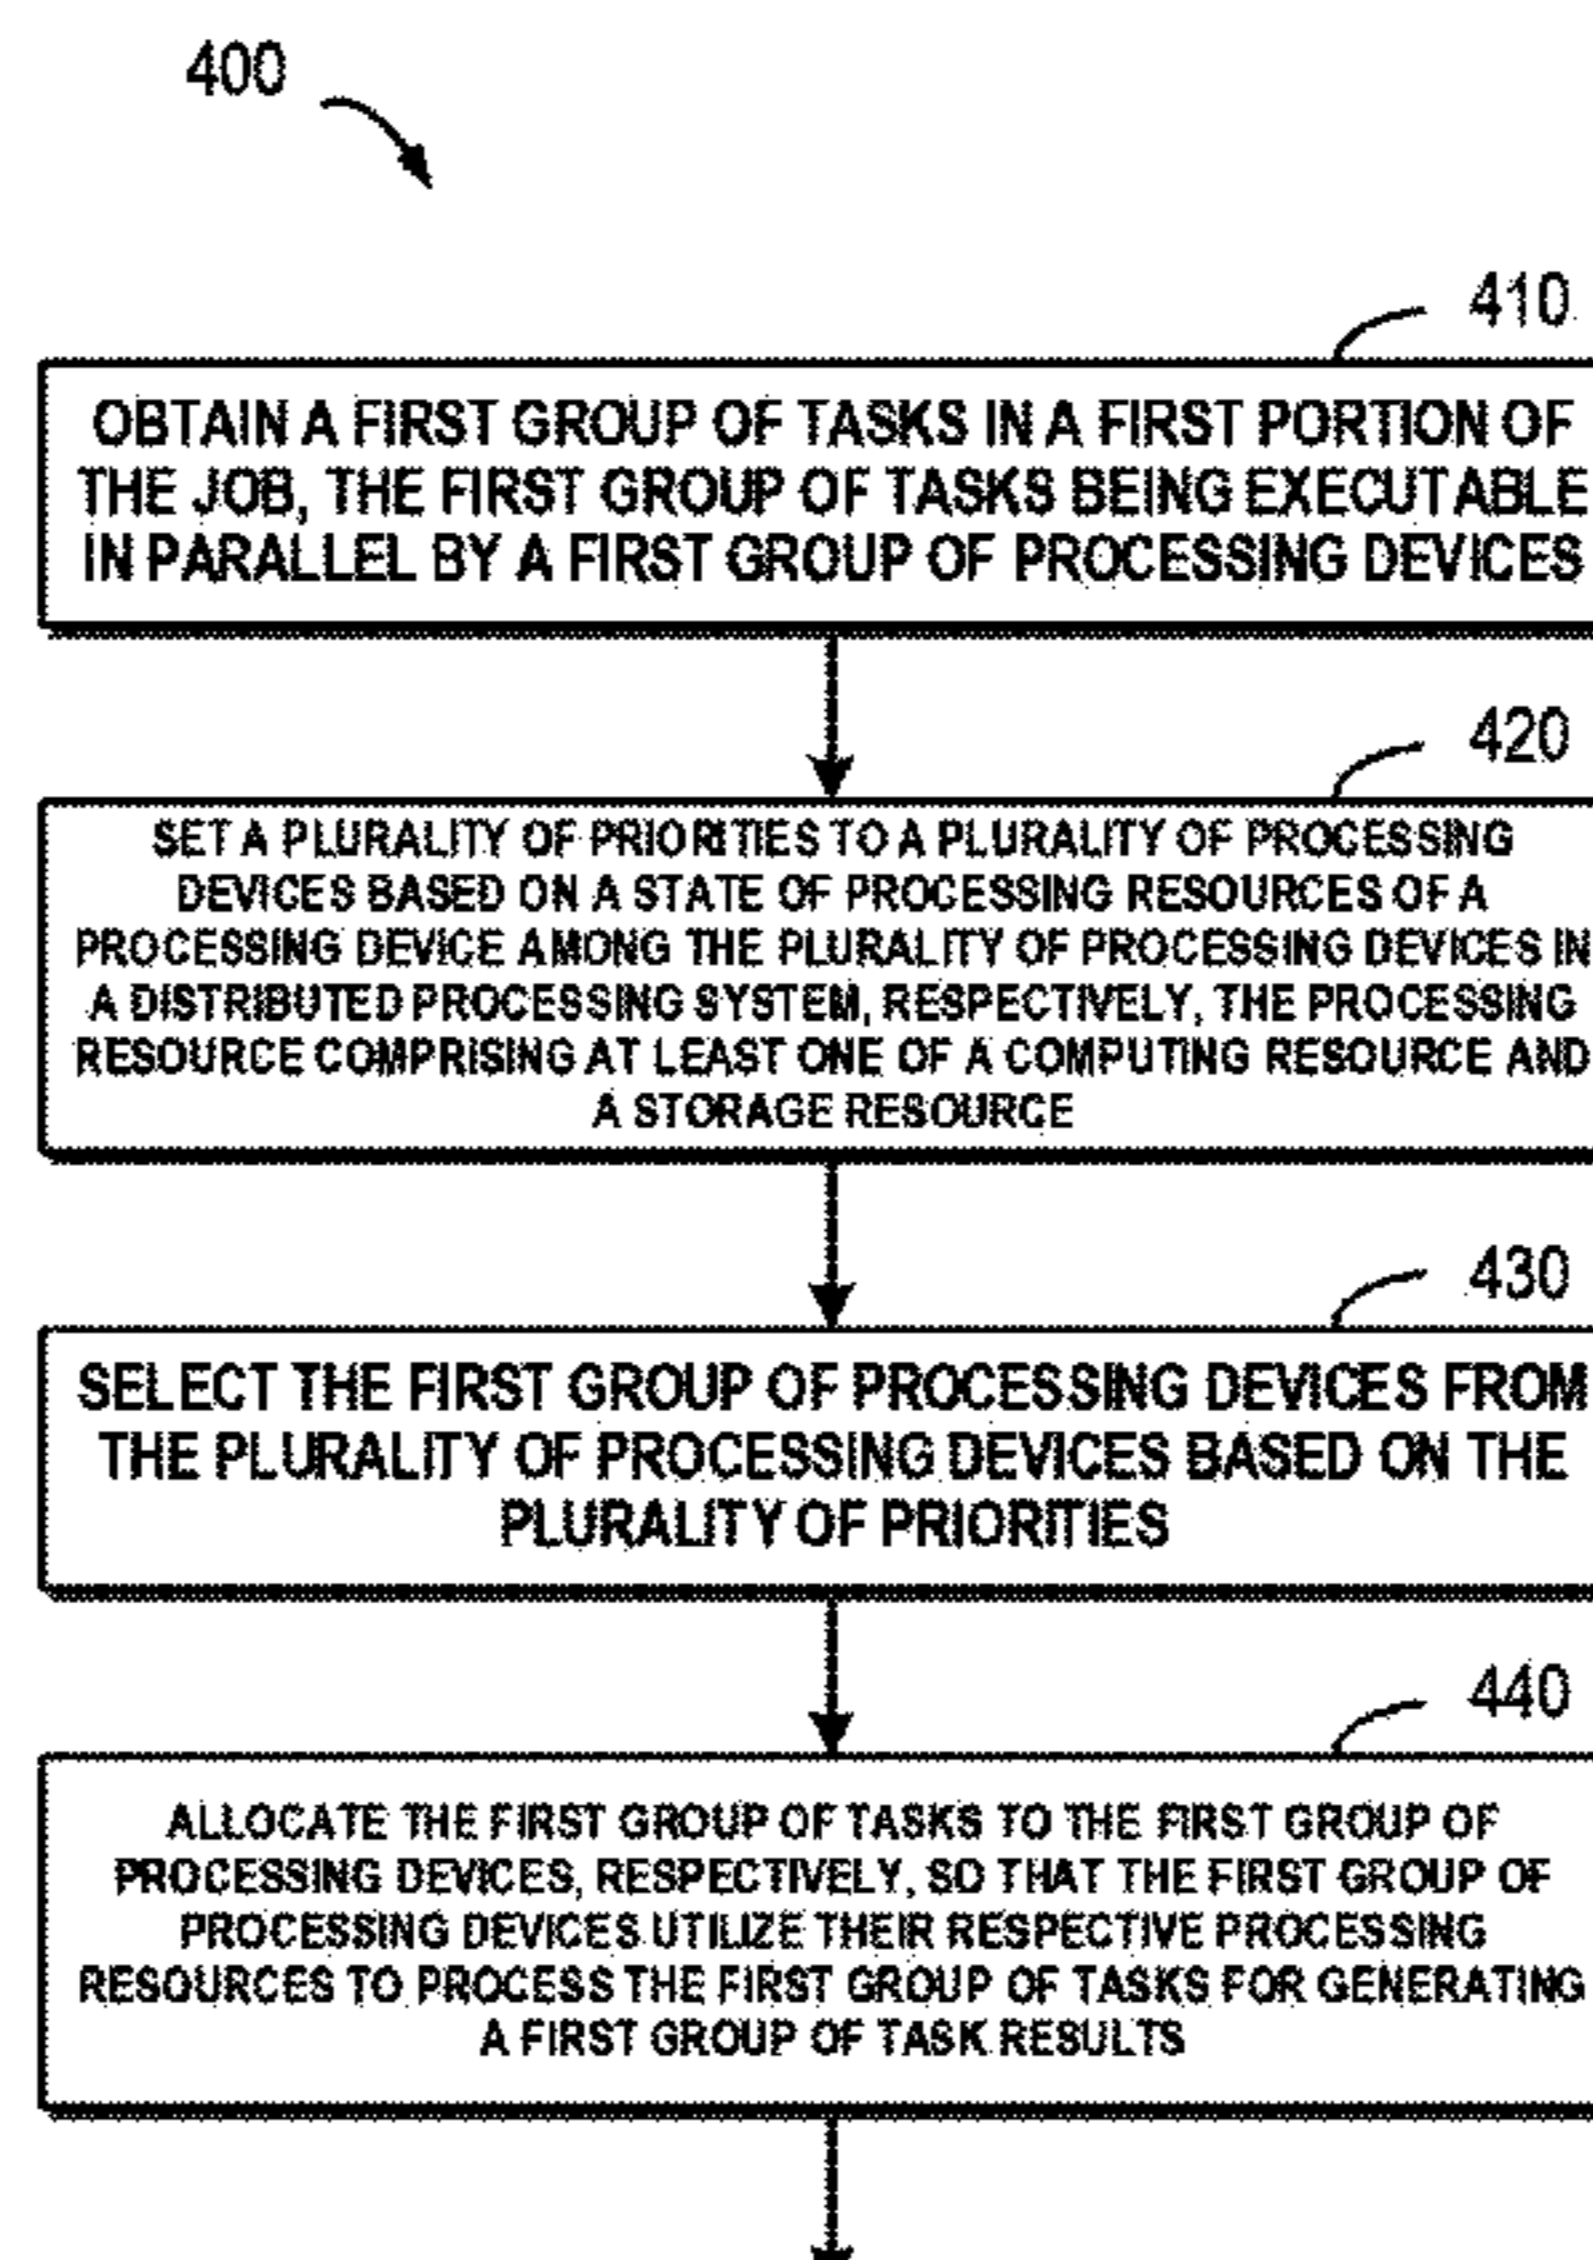 400
410
OBTAIN A FIRST GROUP OF TASKS IN A FIRST PORTION OF
THE JOB, THE FIRST GROUP OF TASKS BEING EXECUTABLE
IN PARALLEL BY A FIRST GROUP OF PROCESSING DEVICES
420
SET A PLURALITY OF PRIORITIES TO A PLURALITY OF PROCESSING
DEVICES BASED ON A STATE OF PROCESSING RESOURCES OF A
PROCESSING DEVICE AMONG THE PLURALITY OF PROCESSING DEVICES IN
A DISTRIBUTED PROCESSING SYSTEM, RESPECTIVELY, THE PROCESSING
RESOURCE COMPRISING AT LEAST ONE OF A COMPUTING RESOURCE AND
A STORAGE RESOURCE
430
SELECT THE FIRST GROUP OF PROCESSING DEVICES FROM
THE PLURALITY OF PROCESSING DEVICES BASED ON THE
PLURALITY OF PRIORITIES
440
ALLOCATE THE FIRST GROUP OF TASKS TO THE FIRST GROUP OF
PROCESSING DEVICES, RESPECTIVELY, SO THAT THE FIRST GROUP OF
PROCESSING DEVICES UTILIZE THEIR RESPECTIVE PROCESSING
RESOURCES TO PROCESS THE FIRST GROUP OF TASKS FOR GENERATING
A FIRST GROUP OF TASK RESULTS